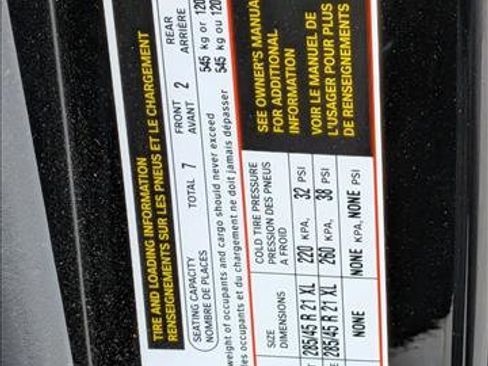 TIRE AND LOADING INFORMATION
RENSEIGNEMENTS SUR LES PNEUS ET LE CHARGEMENT
SEATING CAPACITY
NOMBRE DE PLACES
TOTAL 7
FRONT
AVANT 2
REAR
ARRIÈRE
weight of occupants and cargo should never exceed 545 kg or 120
les occupants et du chargement ne doit jamais dépasser 545 kg ou 120
SIZE
DIMENSIONS
COLD TIRE PRESSURE
PRESSION DES PNEUS
A FROID
285/45 R 21 XL 220 KPA, 32 PSI
285/45 R 21 XL 260 KPA, 38 PSI
NONE NONE KPA, NONE PSI
SEE OWNER'S MANUA
FOR ADDITIONAL
INFORMATION
VOIR LE MANUEL DE
L'USAGER POUR PLUS
DE RENSEIGNEMENTS